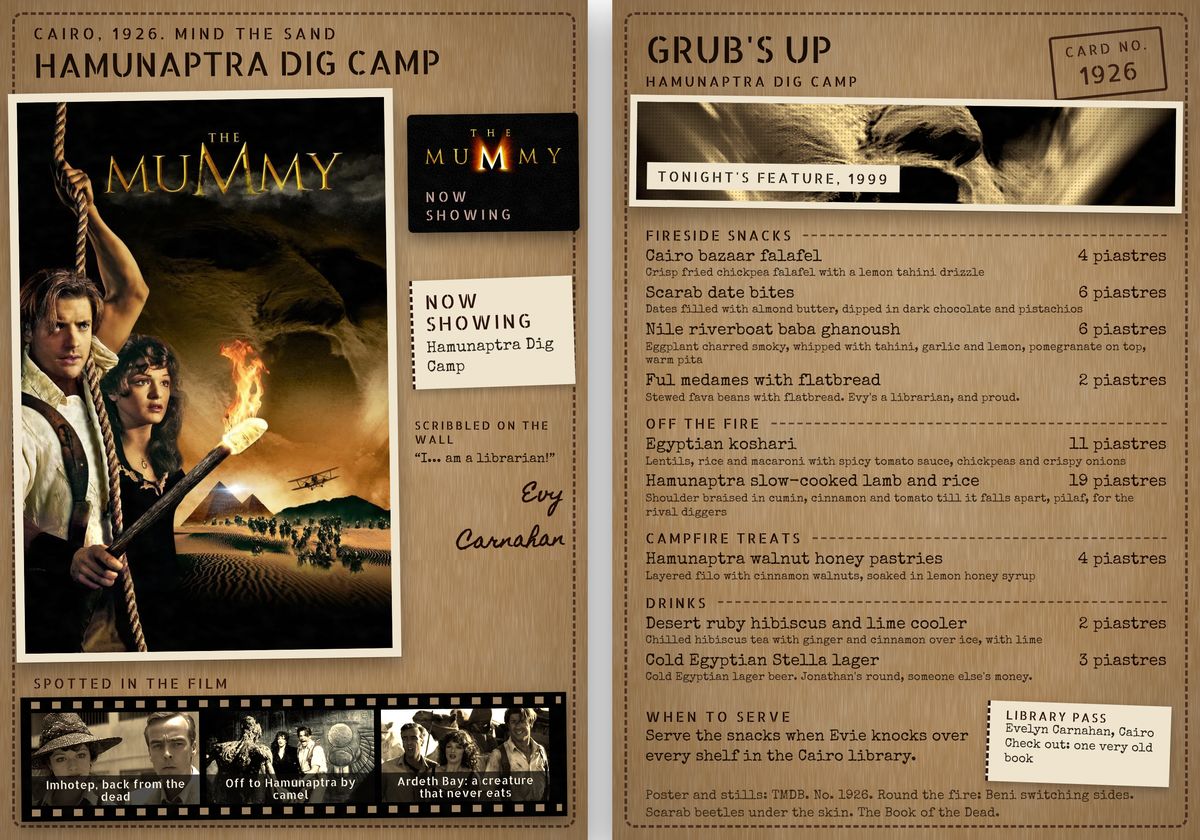 CAIRO, 1926. MIND THE SAND
HAMUNAPTRA DIG CAMP
THE
MUMMY
THE
MUMMY
NOW
SHOWING
NOW
SHOWING
Hamunaptra Dig
Camp
SCRIBBLED ON THE
WALL
“I... am a librarian!”
Evy
Carnahan
SPOTTED IN THE FILM
Imhotep, back from the
dead
Off to Hamunaptra by
camel
Ardeth Bay: a creature
that never eats
GRUB'S UP
HAMUNAPTRA DIG CAMP
CARD NO.
1926
TONIGHT'S FEATURE, 1999
FIRESIDE SNACKS
Cairo bazaar falafel 4 piastres
Crisp fried chickpea falafel with a lemon tahini drizzle
Scarab date bites 6 piastres
Dates filled with almond butter, dipped in dark chocolate and pistachios
Nile riverboat baba ghanoush 6 piastres
Eggplant charred smoky, whipped with tahini, garlic and lemon, pomegranate on top,
warm pita
Ful medames with flatbread 2 piastres
Stewed fava beans with flatbread. Evy's a librarian, and proud.
OFF THE FIRE
Egyptian koshari 11 piastres
Lentils, rice and macaroni with spicy tomato sauce, chickpeas and crispy onions
Hamunaptra slow-cooked lamb and rice 19 piastres
Shoulder braised in cumin, cinnamon and tomato till it falls apart, pilaf, for the
rival diggers
CAMPFIRE TREATS
Hamunaptra walnut honey pastries 4 piastres
Layered filo with cinnamon walnuts, soaked in lemon honey syrup
DRINKS
Desert ruby hibiscus and lime cooler 2 piastres
Chilled hibiscus tea with ginger and cinnamon over ice, with lime
Cold Egyptian Stella lager 3 piastres
Cold Egyptian lager beer. Jonathan's round, someone else's money.
WHEN TO SERVE
Serve the snacks when Evie knocks over
every shelf in the Cairo library.
LIBRARY PASS
Evelyn Carnahan, Cairo
Check out: one very old
book
Poster and stills: TMDB. No. 1926. Round the fire: Beni switching sides.
Scarab beetles under the skin. The Book of the Dead.